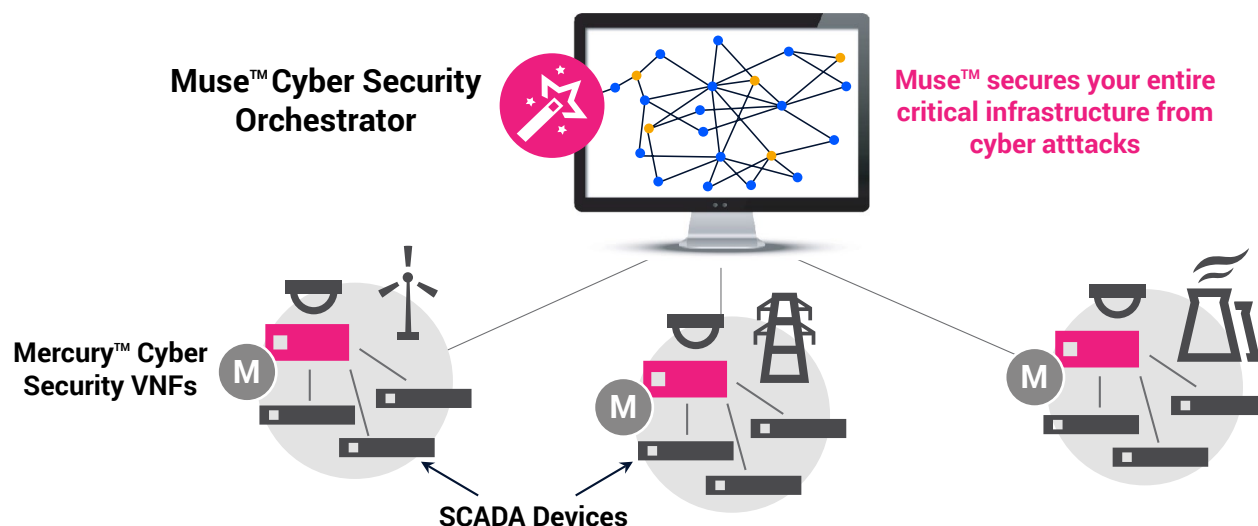 Muse™ Cyber Security
Orchestrator
Muse™ secures your entire
critical infrastructure from
cyber atttacks
Mercury™ Cyber
Security VNFs
M
M
M
SCADA Devices